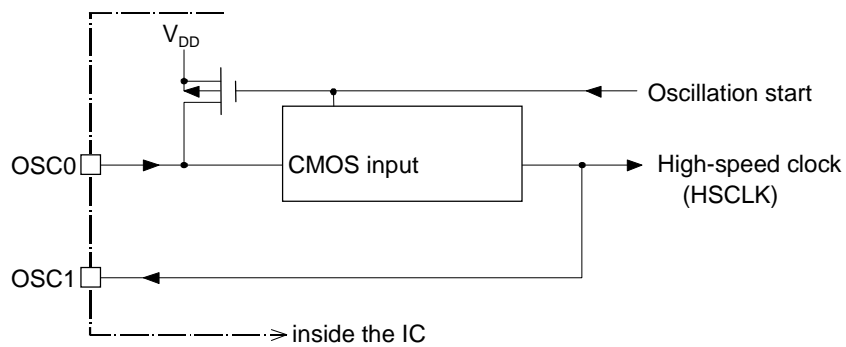 VDD
Oscillation start
OSC0
CMOS input
High-speed clock
(HSCLK)
OSC1
inside the IC